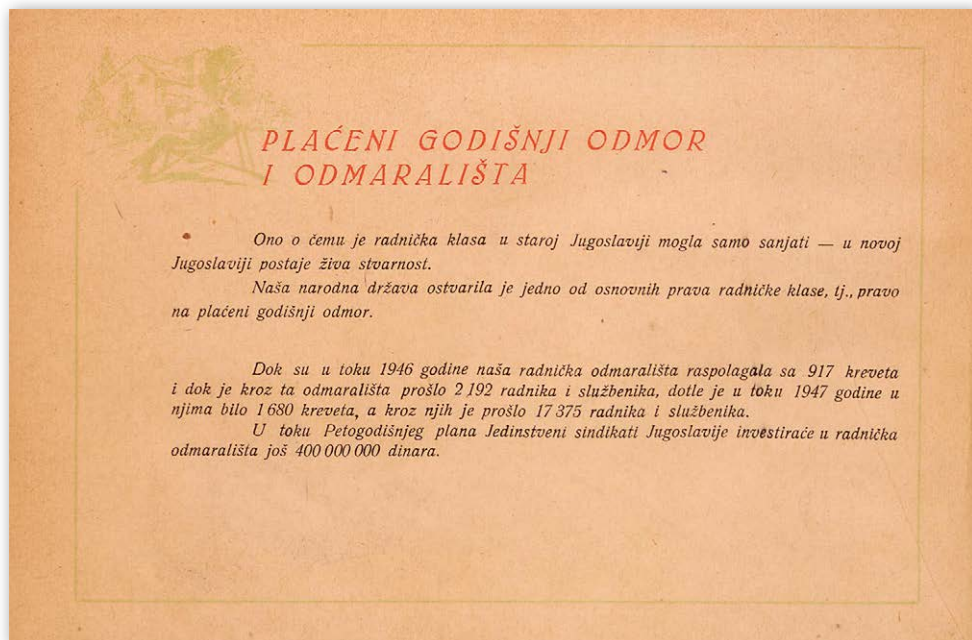 PLAĆENI GODIŠNJI ODMOR
I ODMARALIŠTA
Ono o čemu je radnička klasa u staroj Jugoslaviji mogla samo sanjati — u novoj
Jugoslaviji postaje živa stvarnost.
Naša narodna država ostvarila je jedno od osnovnih prava radničke klase, tj., pravo
na plaćeni godišnji odmor.
Dok su u toku 1946 godine naša radnička odmarališta raspolagala sa 917 kreveta
i dok je kroz ta odmarališta prošlo 2 192 radnika i službenika, dotle je u toku 1947 godine u
njima bilo 1 680 kreveta, a kroz njih je prošlo 17 375 radnika i službenika.
U toku Petogodišnjeg plana Jedinstveni sindikati Jugoslavije investiraće u radnička
odmarališta još 400 000 000 dinara.